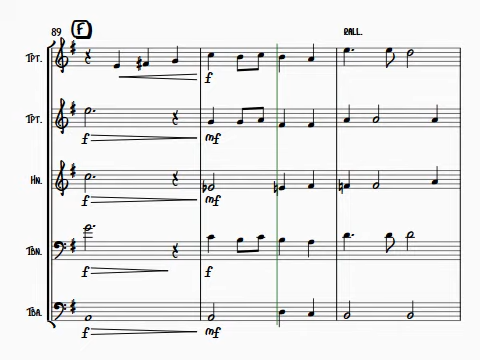 89 F
RALL.
TPT.
f
TPT.
f mf
HN.
f mf
TBN.
f f
TBA.
f mf